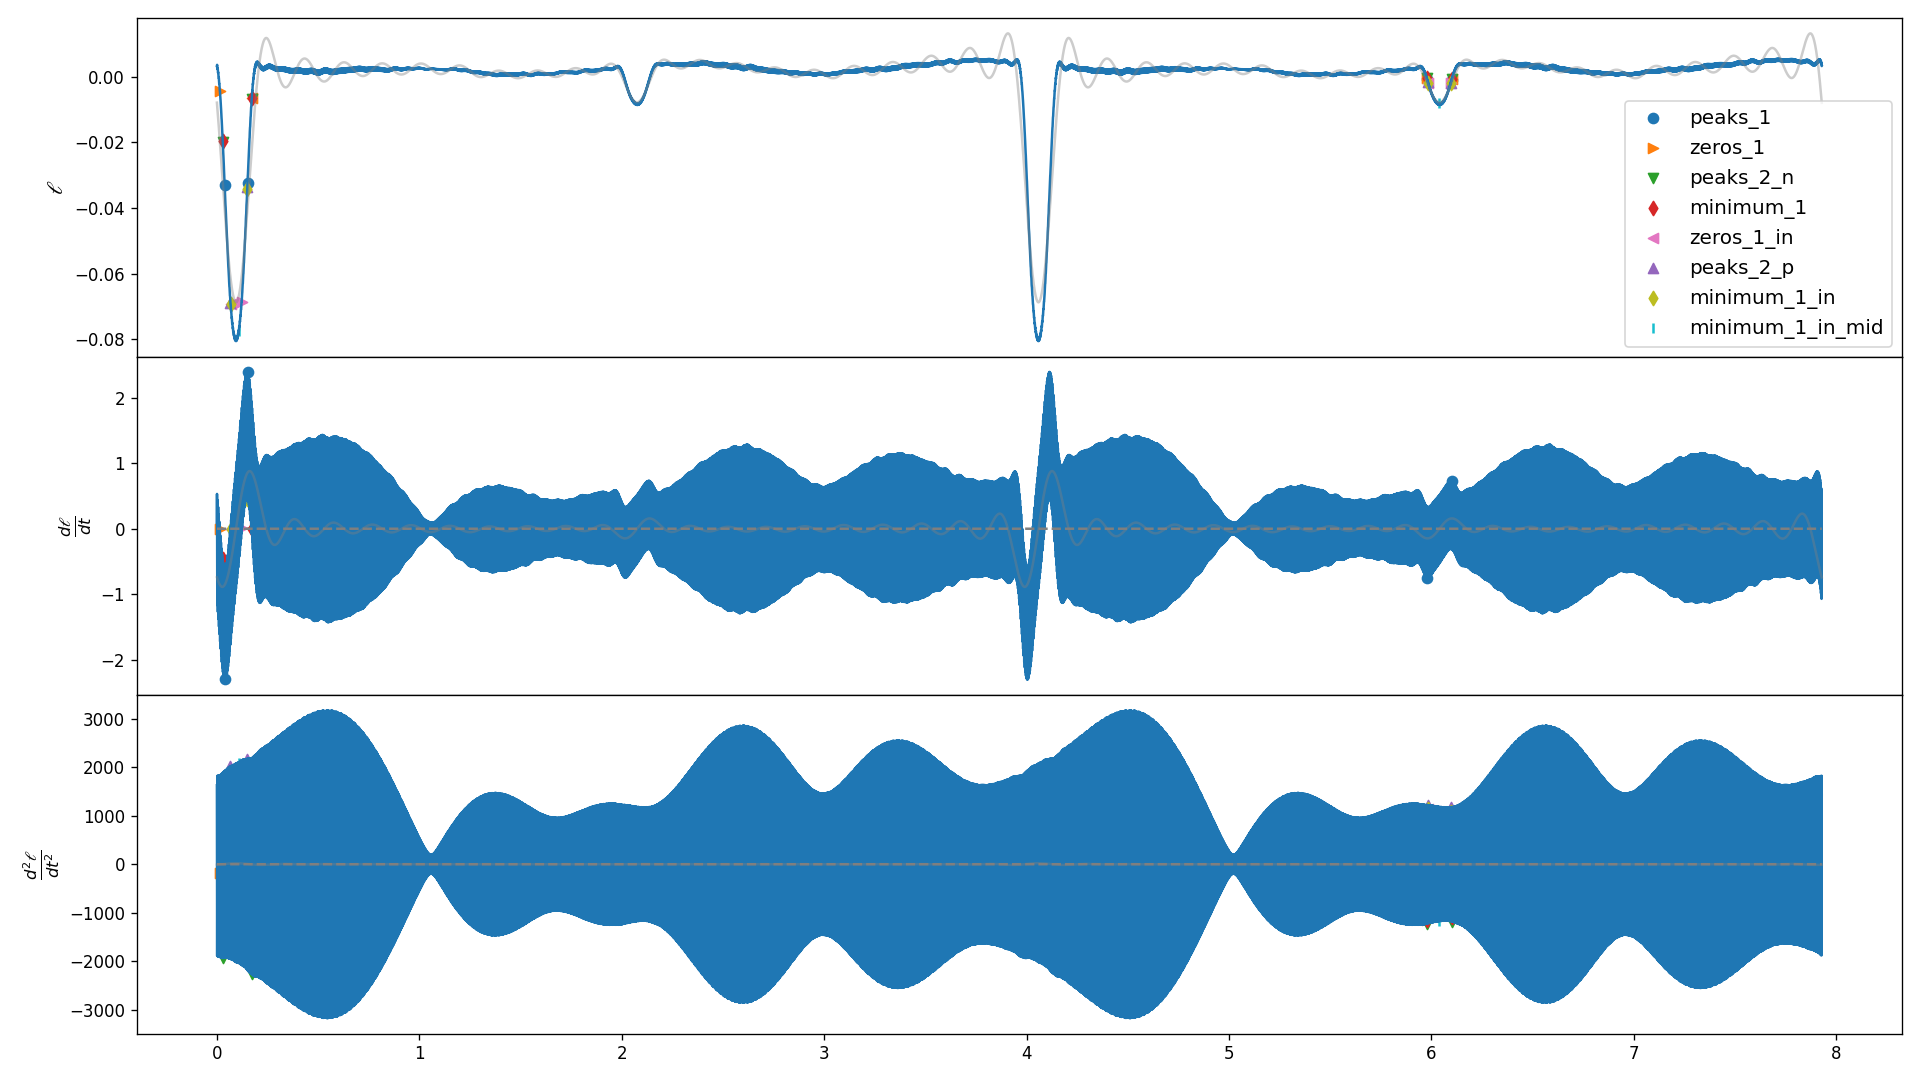 0.00
−0.02
−0.04
−0.06
−0.08
ℓ
peaks_1
zeros_1
peaks_2_n
minimum_1
zeros_1_in
peaks_2_p
minimum_1_in
minimum_1_in_mid
2
1
0
−1
−2
dℓ
dt
3000
2000
1000
0
−1000
−2000
−3000
d²ℓ
dt²
0 1 2 3 4 5 6 7 8